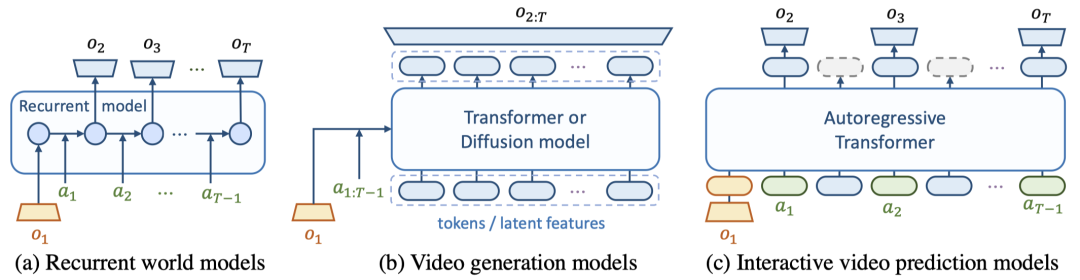 o_2 o_3 o_T
...
Recurrent model
...
a_1 a_2 ... a_{T−1}
o_1
(a) Recurrent world models
o_{2:T}
...
Transformer or
Diffusion model
a_{1:T−1}
...
o_1
tokens / latent features
(b) Video generation models
o_2 o_3 o_T
...
Autoregressive
Transformer
...
a_1 a_2 a_{T−1}
o_1
(c) Interactive video prediction models